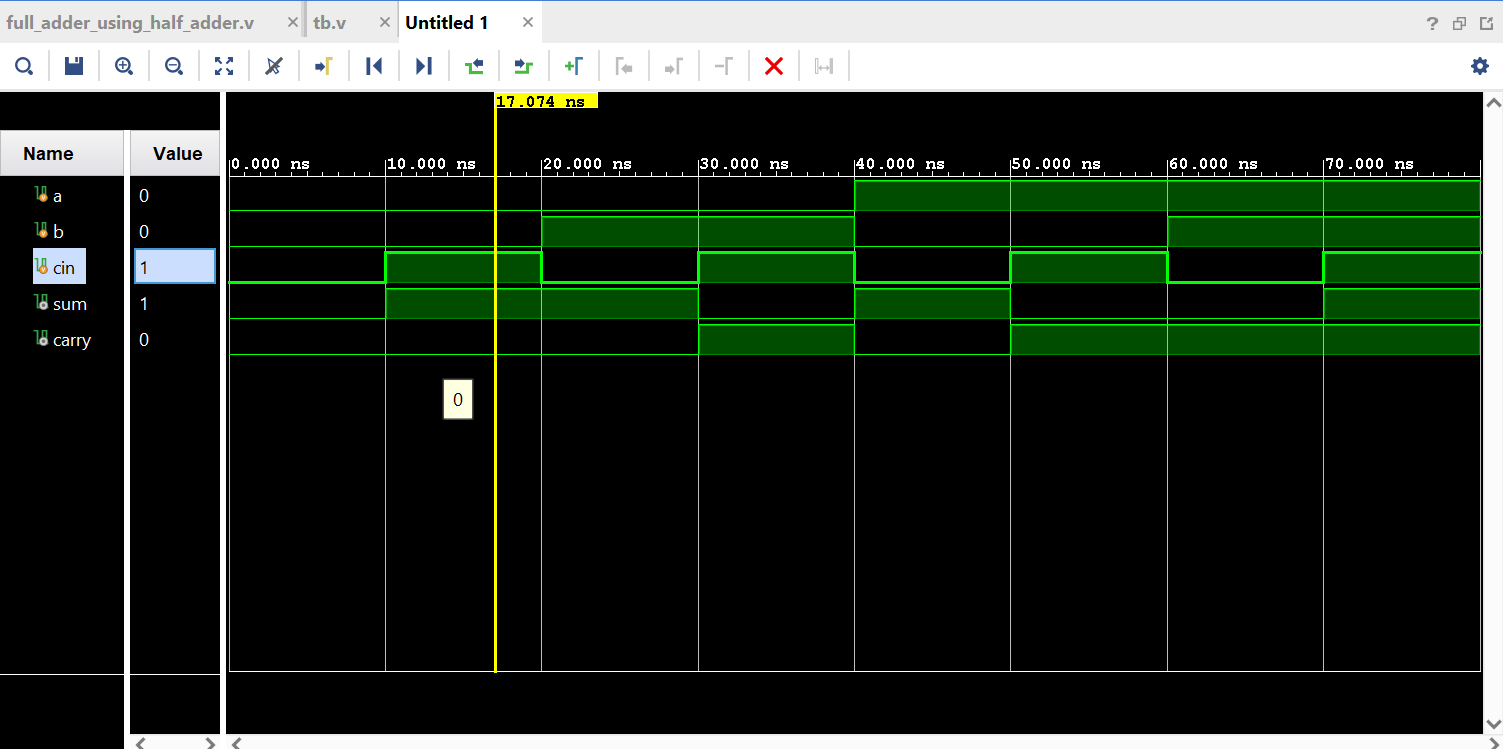 full_adder_using_half_adder.v × tb.v × Untitled 1 ×
?
17.074 ns
Name Value
0.000 ns 10.000 ns 20.000 ns 30.000 ns 40.000 ns 50.000 ns 60.000 ns 70.000 ns
a 0
b 0
cin 1
sum 1
carry 0
0